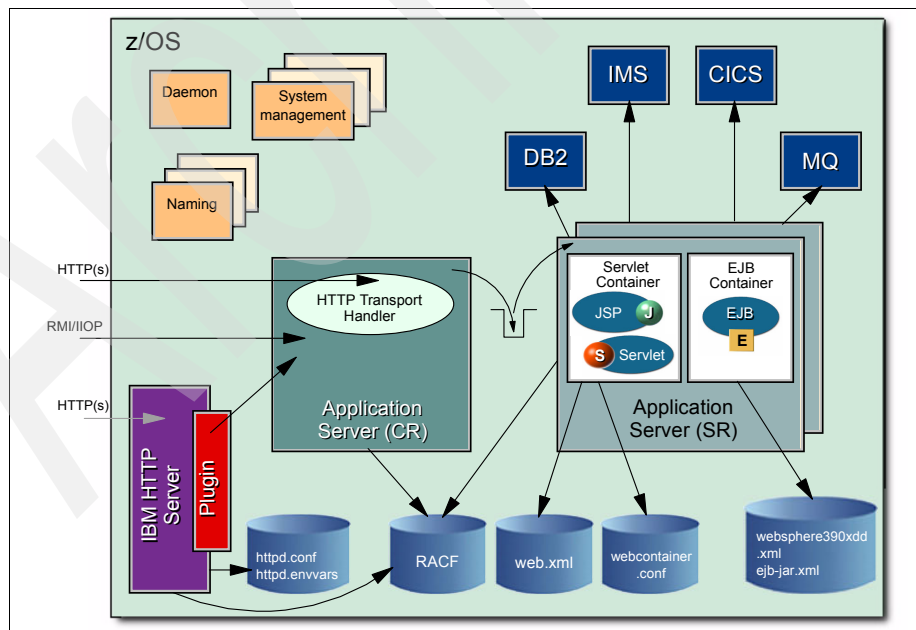 z/OS
Daemon
System
management
Naming
IMS
CICS
DB2
MQ
HTTP(s)
RMI/IIOP
HTTP(s)
HTTP Transport
Handler
Application
Server (CR)
Servlet
Container
JSP
J
S
Servlet
EJB
Container
EJB
E
Application
Server (SR)
IBM HTTP
Server
Plugin
httpd.conf
httpd.envvars
RACF
web.xml
webcontainer
.conf
websphere390xdd
.xml
ejb-jar.xml